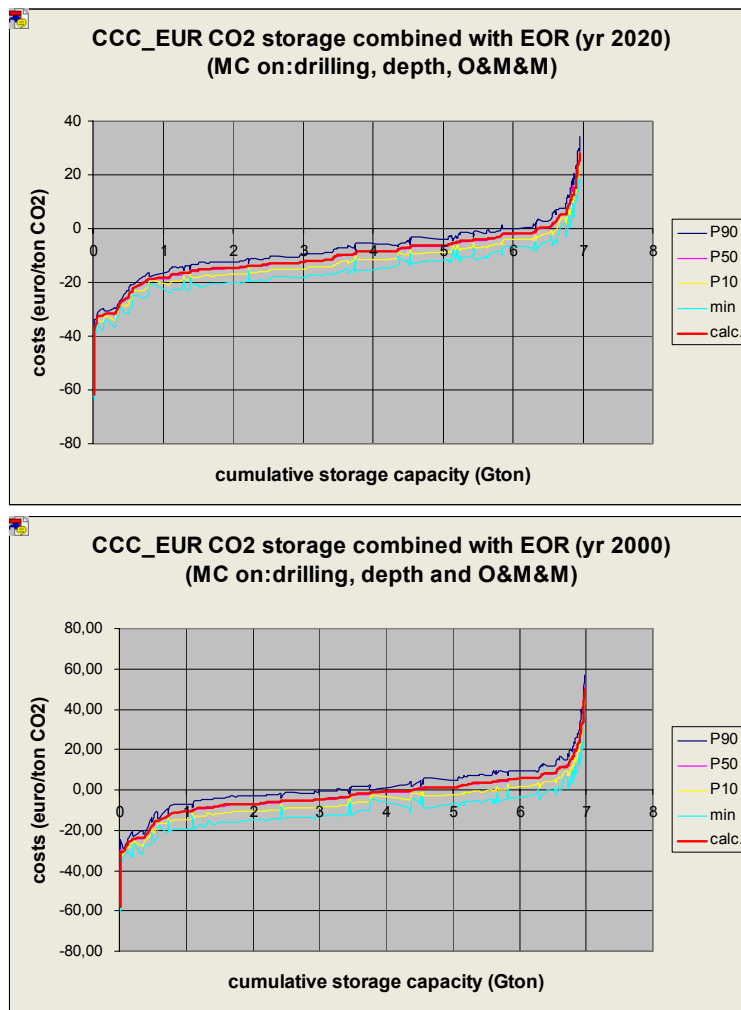 CCC_EUR CO2 storage combined with EOR (yr 2020)
(MC on:drilling, depth, O&M&M)
costs (euro/ton CO2)
40
20
0
-20
-40
-60
-80
0 1 2 3 4 5 6 7 8
cumulative storage capacity (Gton)
P90
P50
P10
min
calc.
CCC_EUR CO2 storage combined with EOR (yr 2000)
(MC on:drilling, depth and O&M&M)
costs (euro/ton CO2)
80,00
60,00
40,00
20,00
0,00
-20,00
-40,00
-60,00
-80,00
0 1 2 3 4 5 6 7 8
cumulative storage capacity (Gton)
P90
P50
P10
min
calc.